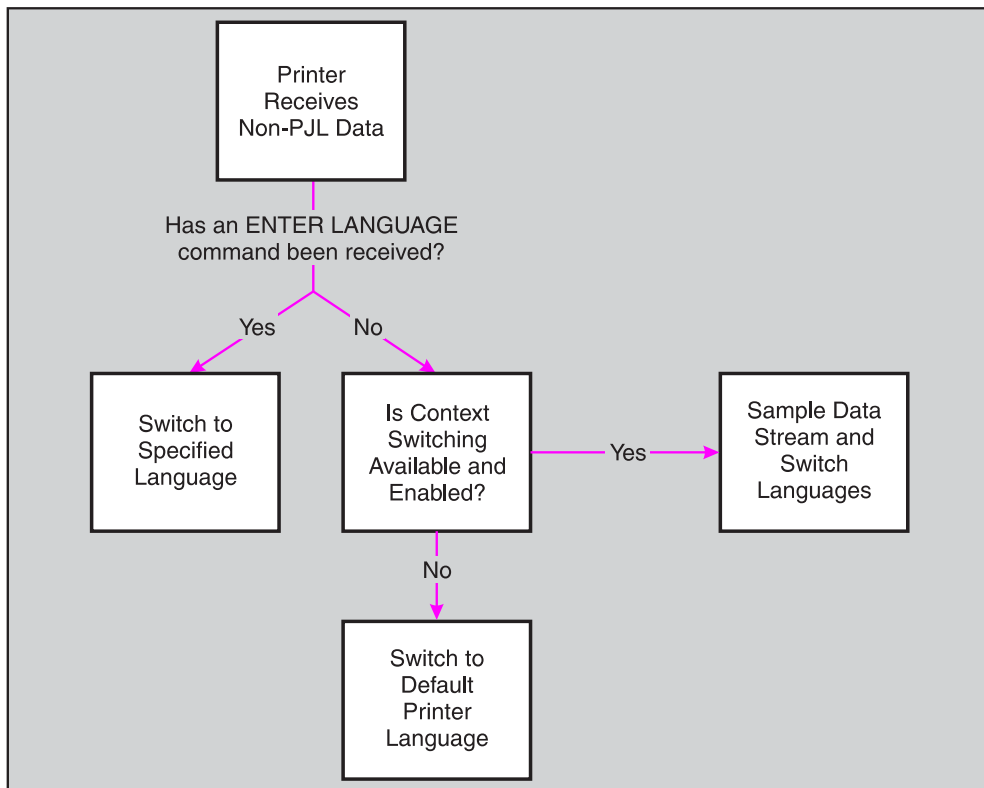 Printer
Receives
Non-PJL Data
Has an ENTER LANGUAGE
command been received?
Yes
No
Switch to
Specified
Language
Is Context
Switching
Available and
Enabled?
Yes
Sample Data
Stream and
Switch
Languages
No
Switch to
Default
Printer
Language